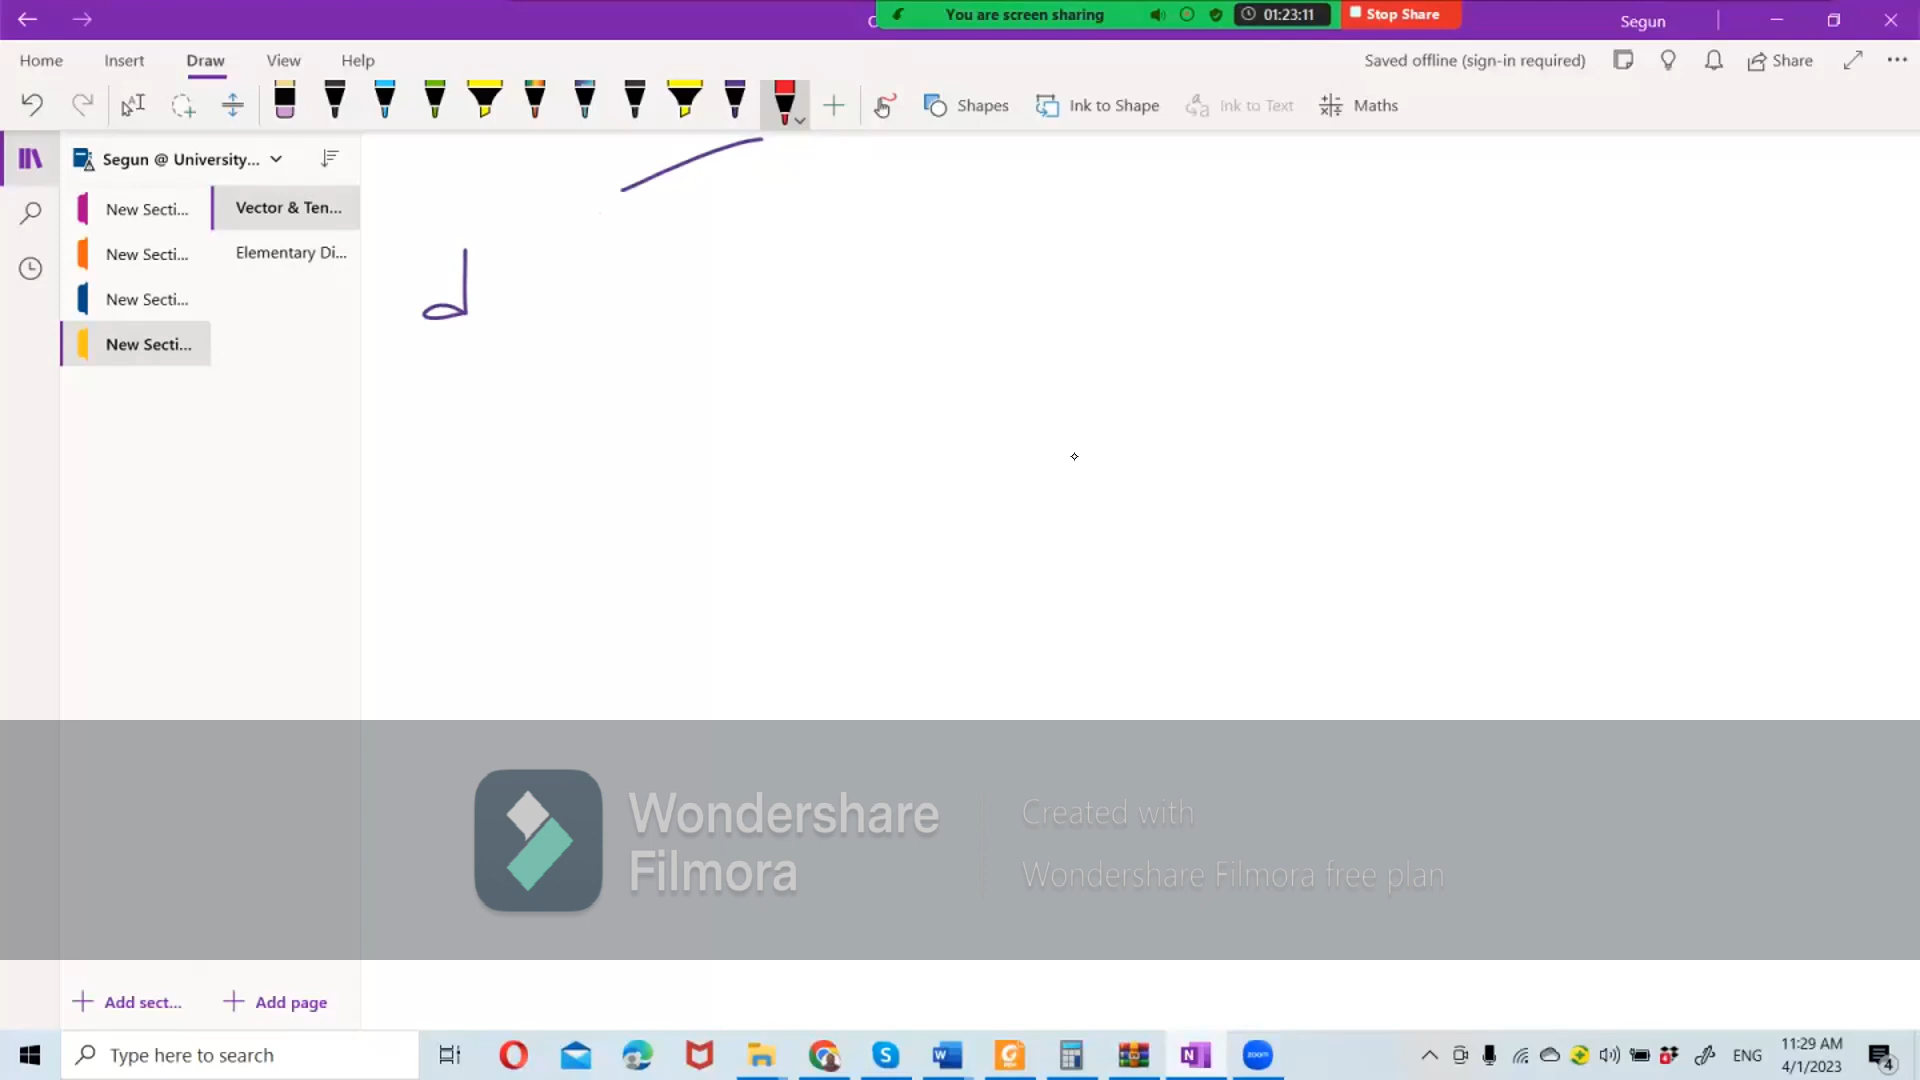 You are screen sharing
01:23:11
Stop Share
Segun
Home
Insert
Draw
View
Help
Saved offline (sign-in required)
Share
Shapes
Ink to Shape
Ink to Text
Maths
Segun @ University...
New Secti...
Vector & Ten...
New Secti...
Elementary Di...
New Secti...
New Secti...
Wondershare
Filmora
Created with
Wondershare Filmora free plan
Add sect...
Add page
Type here to search
zoom
ENG
11:29 AM
4/1/2023
4